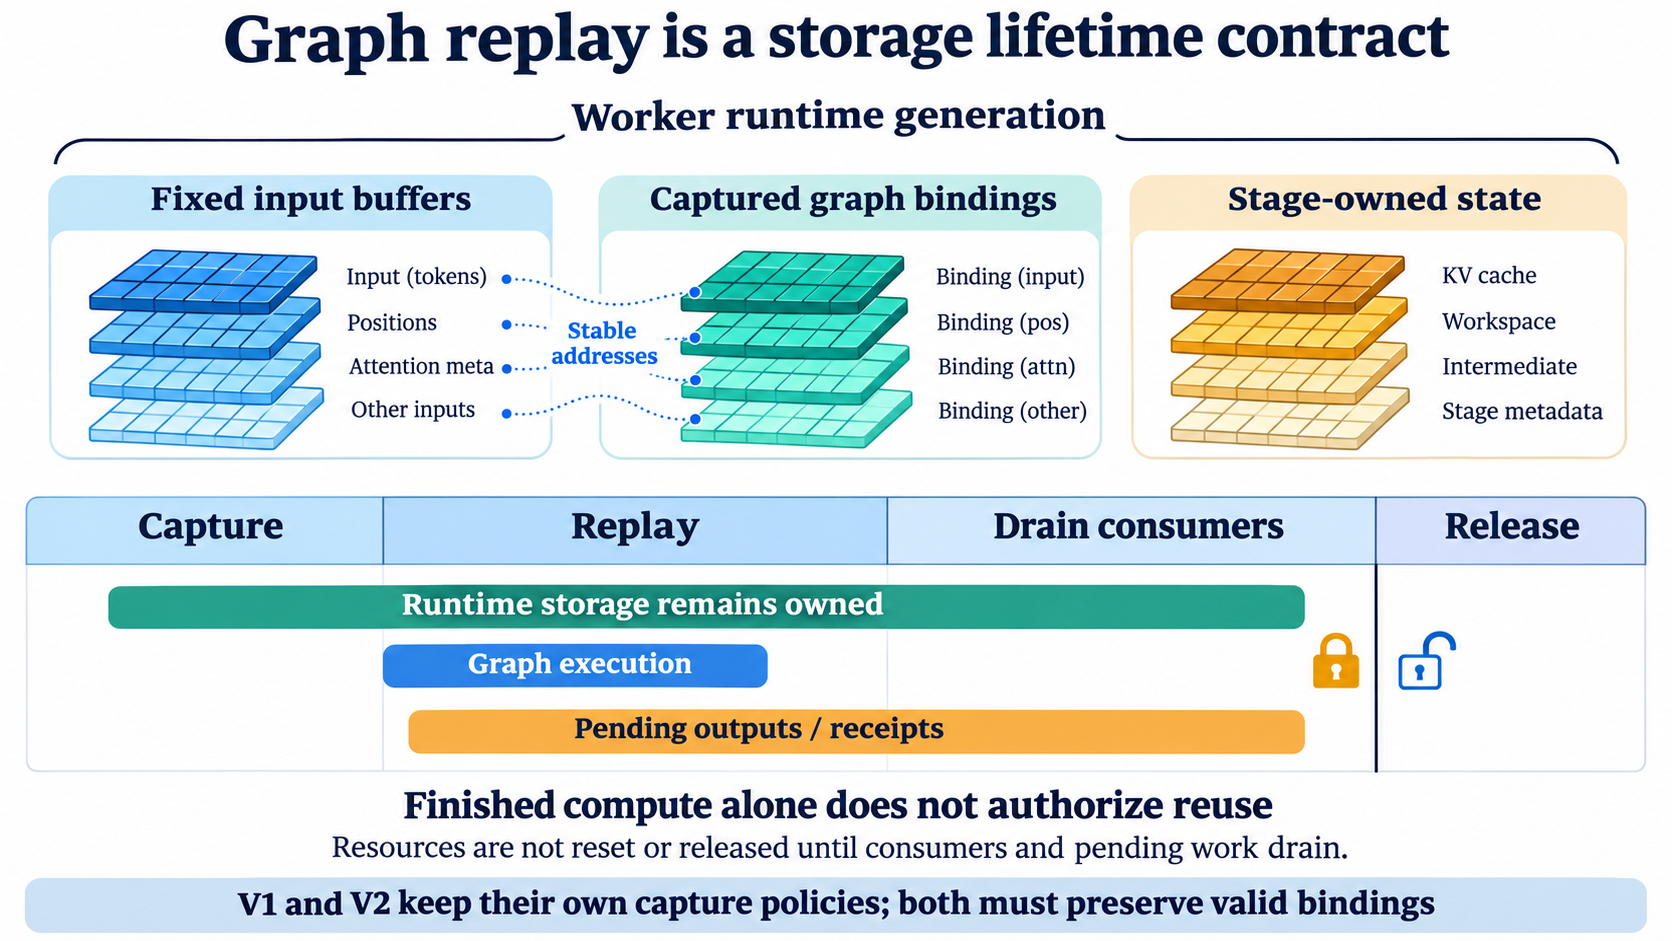 Graph replay is a storage lifetime contract
Worker runtime generation
Fixed input buffers
Input (tokens)
Positions
Attention meta
Other inputs
Stable
addresses
Captured graph bindings
Binding (input)
Binding (pos)
Binding (attn)
Binding (other)
Stage-owned state
KV cache
Workspace
Intermediate
Stage metadata
Capture
Replay
Drain consumers
Release
Runtime storage remains owned
Graph execution
Pending outputs / receipts
Finished compute alone does not authorize reuse
Resources are not reset or released until consumers and pending work drain.
V1 and V2 keep their own capture policies; both must preserve valid bindings